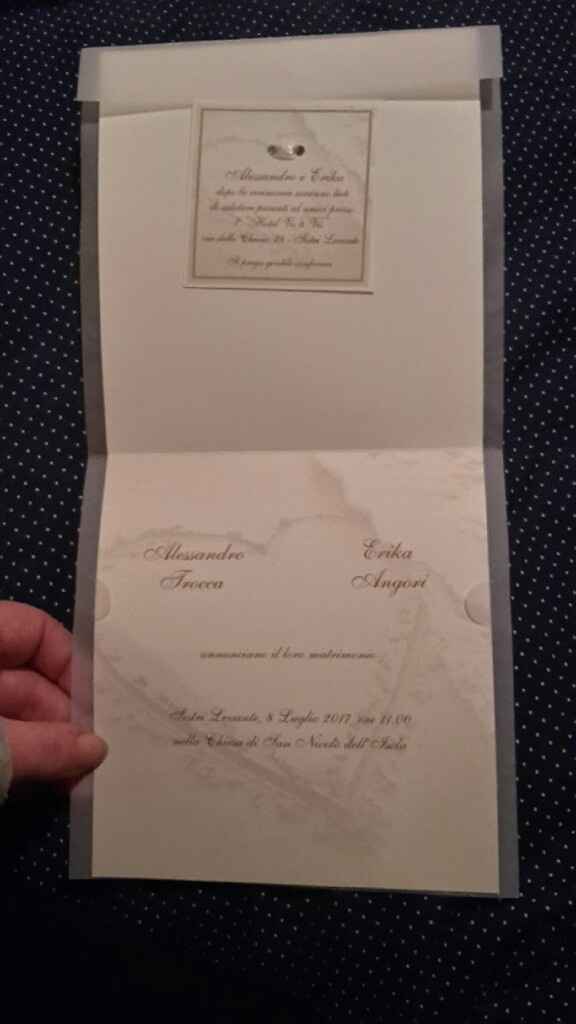 Alessandro e Erika
dopo la cerimonia saranno lieti
di salutare parenti ed amici presso
l' Hotel Vis à Vis
via della Chiusa 28 - Sestri Levante
Si prega gentile conferma
Alessandro Erika
Trocca Angori
annunciano il loro matrimonio
Sestri Levante, 8 Luglio 2017, ore 11.00
nella Chiesa di San Nicolò dell'Isola